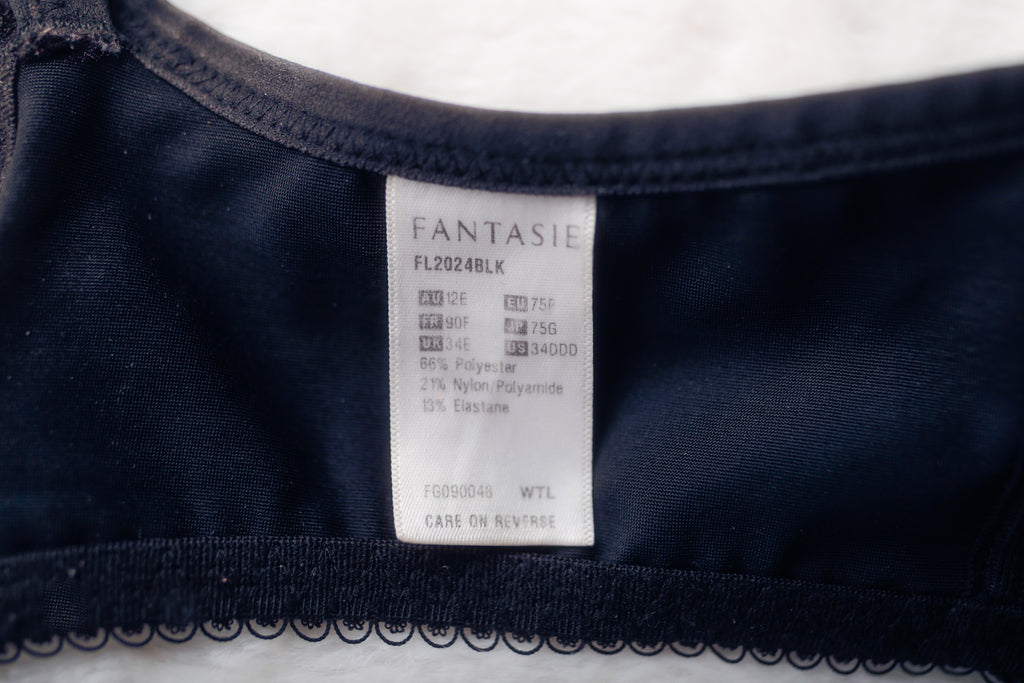 FANTASIE
FL2024BLK
AU 12E EU 75F
FR 90F JP 75G
UK 34E US 34DDD
66% Polyester
21% Nylon/Polyamide
13% Elastane
FG090048 WTL
CARE ON REVERSE